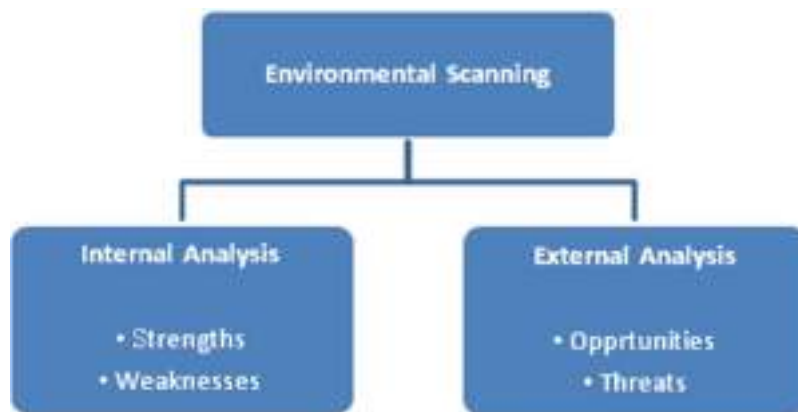 Environmental Scanning
Internal Analysis
• Strengths
• Weaknesses
External Analysis
• Opprtunities
• Threats